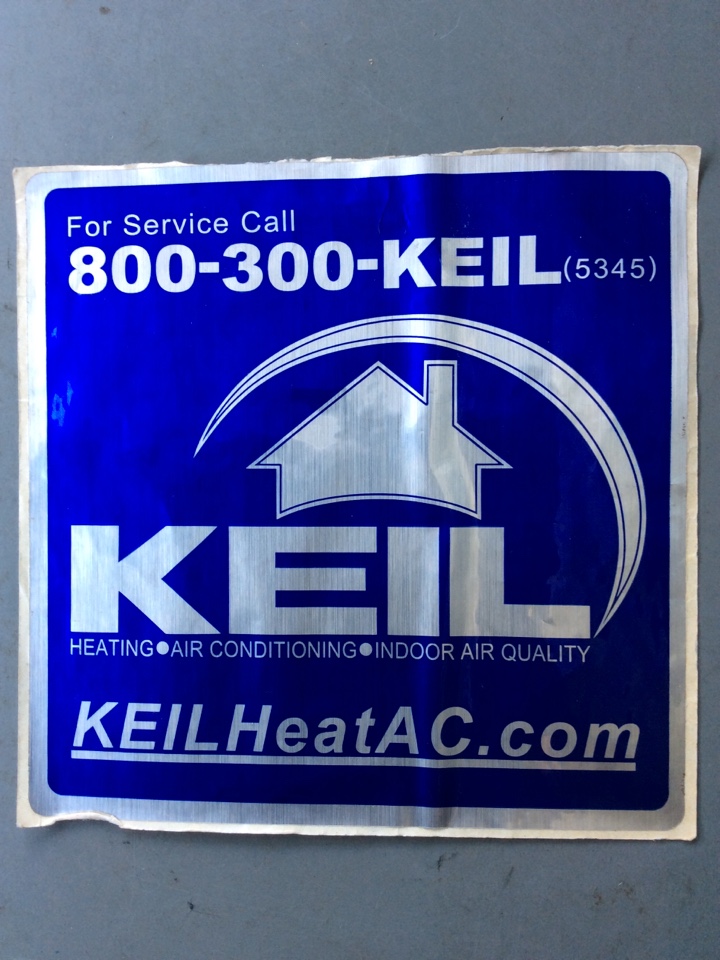 For Service Call
800-300-KEIL(5345)
KEIL
HEATING●AIR CONDITIONING●INDOOR AIR QUALITY
KEILHeatAC.com